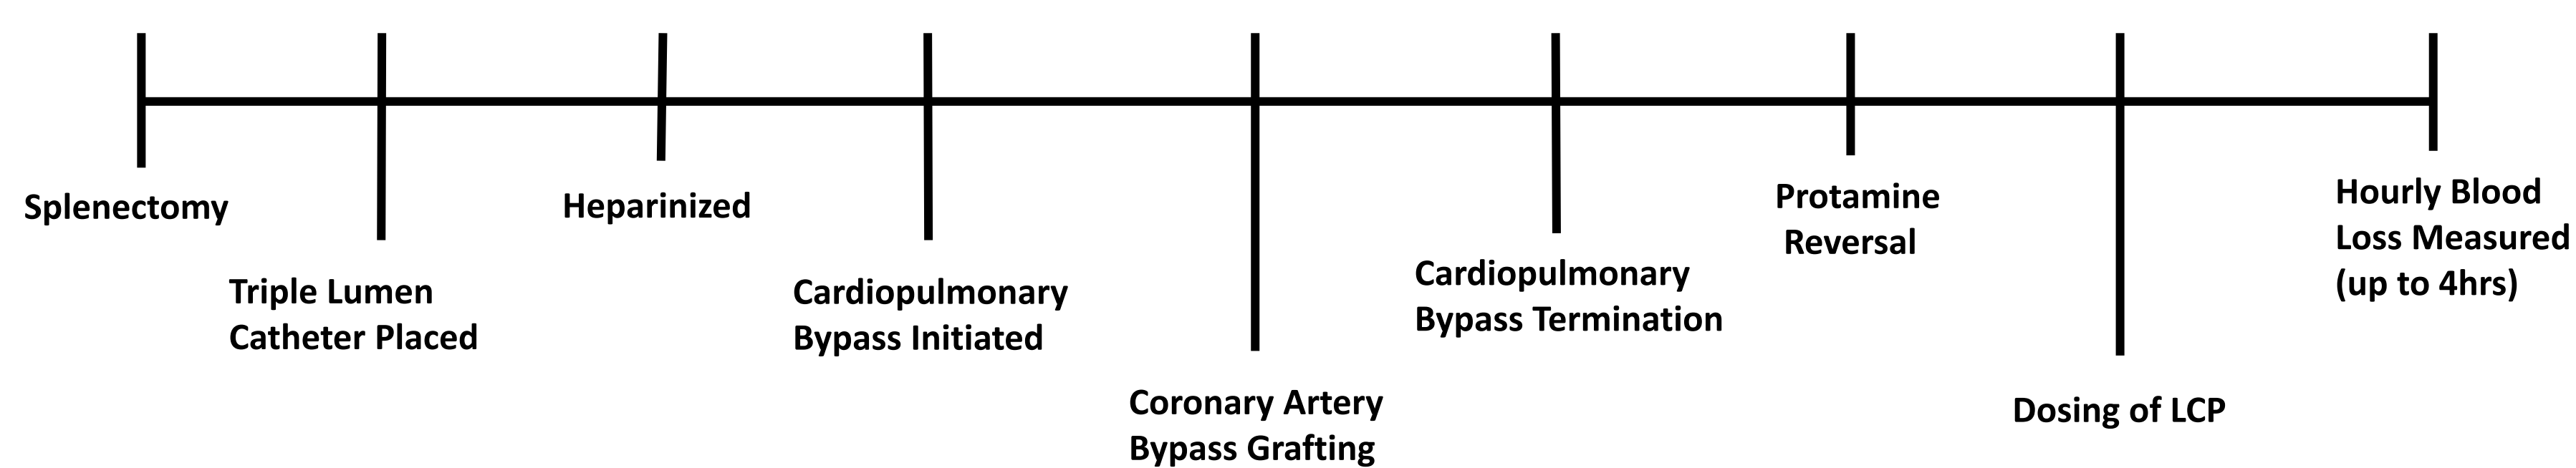 Splenectomy
Triple Lumen
Catheter Placed
Heparinized
Cardiopulmonary
Bypass Initiated
Coronary Artery
Bypass Grafting
Cardiopulmonary
Bypass Termination
Protamine
Reversal
Dosing of LCP
Hourly Blood
Loss Measured
(up to 4hrs)